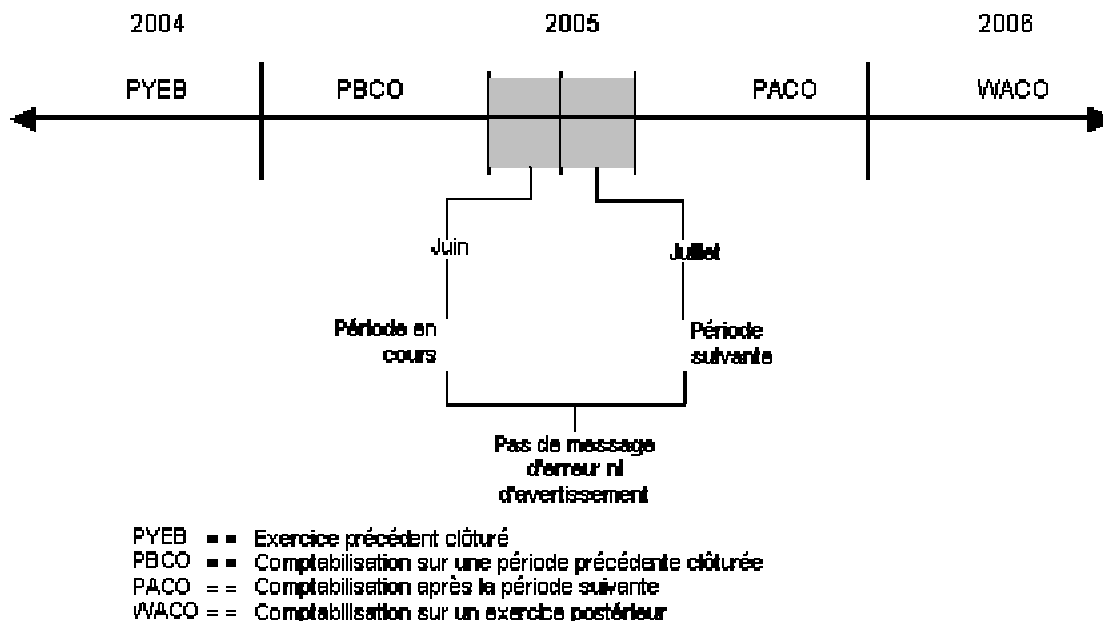 2004 2005 2006
PYEB PBCO PACO WACO
Juin Juillet
Période en
cours
Période
suivante
Pas de message
d'erreur ni
d'avertissement
PYEB == Exercice précédent clôturé
PBCO == Comptabilisation sur une période précédente clôturée
PACO == Comptabilisation après la période suivante
WACO == Comptabilisation sur un exercice postérieur